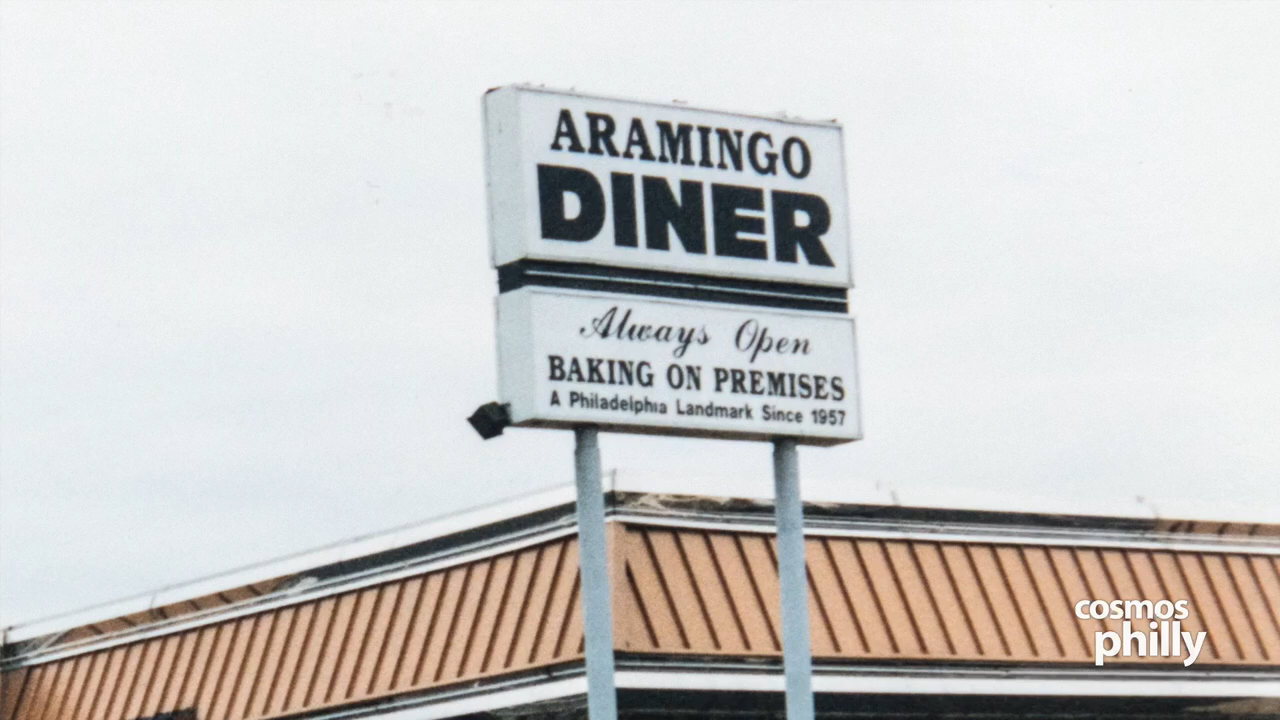 ARAMINGO
DINER
Always Open
BAKING ON PREMISES
A Philadelphia Landmark Since 1957
cosmos
philly